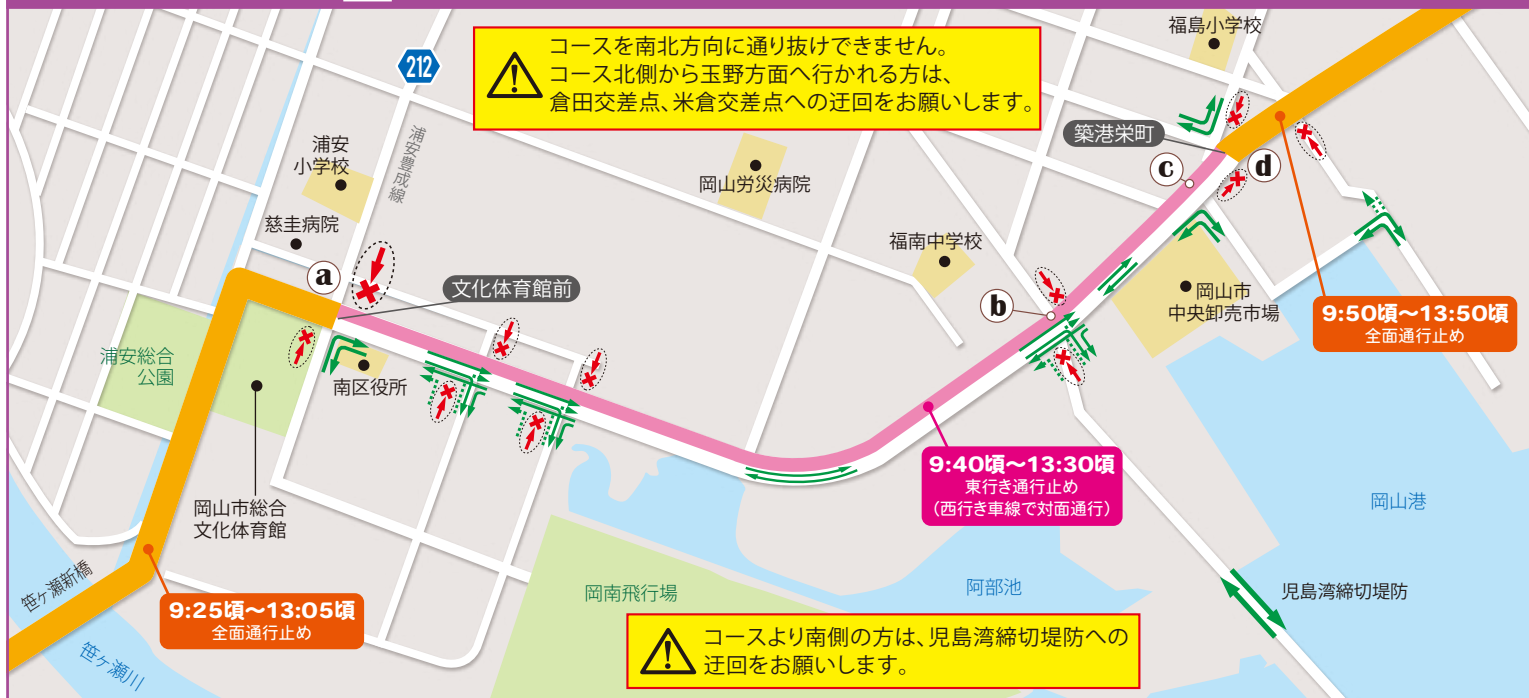 コースを南北方向に通り抜けできません。
コース北側から玉野方面へ行かれる方は、
倉田交差点、米倉交差点への迂回をお願いします。
福島小学校
212
浦安
小学校
浦安豊成線
築港栄町
岡山労災病院
c
d
慈圭病院
福南中学校
a
文化体育館前
b
岡山市
中央卸売市場
9:50頃～13:50頃
全面通行止め
浦安総合
公園
南区役所
9:40頃～13:30頃
東行き通行止め
（西行き車線で対面通行）
岡山港
岡山市総合
文化体育館
笹ヶ瀬新橋
岡南飛行場
阿部池
児島湾締切堤防
9:25頃～13:05頃
全面通行止め
笹ヶ瀬川
コースより南側の方は、児島湾締切堤防への
迂回をお願いします。